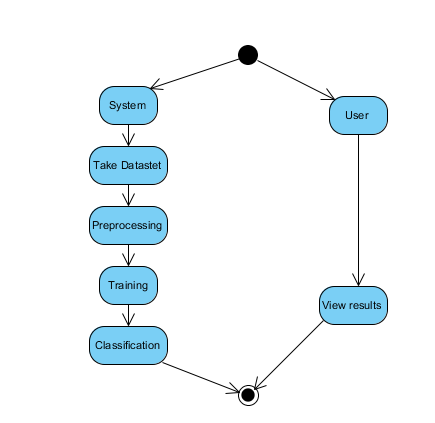 System
User
Take Datastet
Preprocessing
Training
View results
Classification